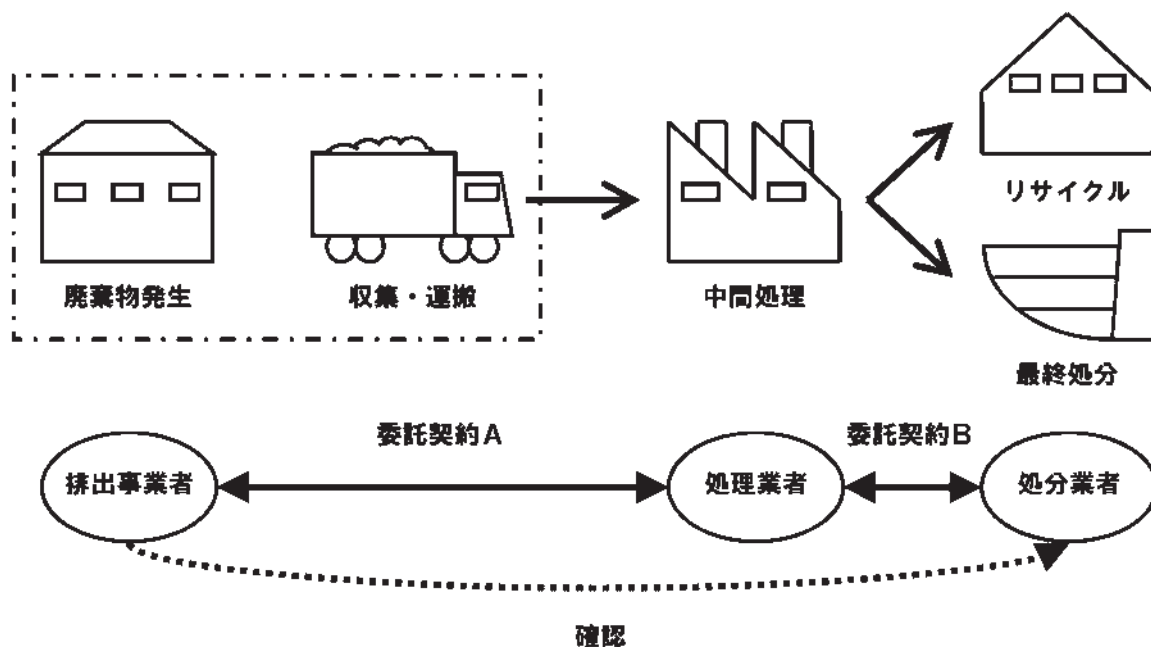 リサイクル
廃棄物発生
収集・運搬
中間処理
最終処分
委託契約A
委託契約B
排出事業者
処理業者
処分業者
確認